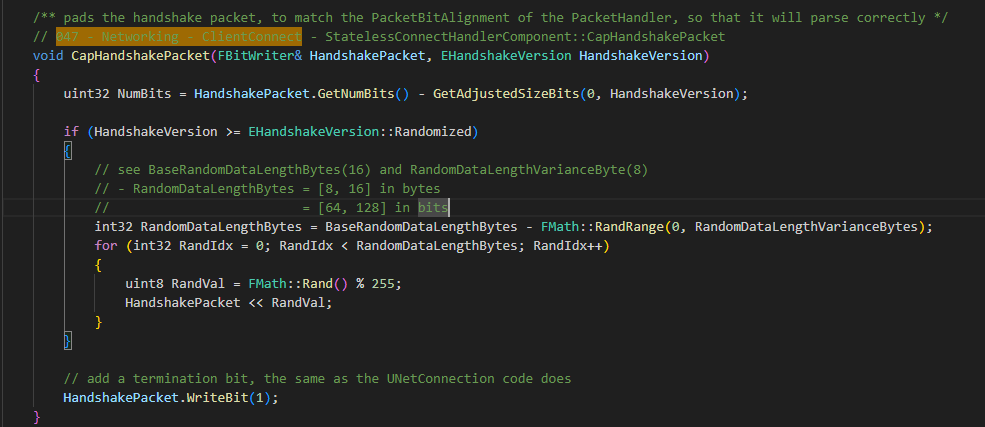 /** pads the handshake packet, to match the PacketBitAlignment of the PacketHandler, so that it will parse correctly */
// 047 - Networking - ClientConnect - StatelessConnectHandlerComponent::CapHandshakePacket
void CapHandshakePacket(FBitWriter& HandshakePacket, EHandshakeVersion HandshakeVersion)
{
    uint32 NumBits = HandshakePacket.GetNumBits() - GetAdjustedSizeBits(0, HandshakeVersion);

    if (HandshakeVersion >= EHandshakeVersion::Randomized)
    {
        // see BaseRandomDataLengthBytes(16) and RandomDataLengthVarianceByte(8)
        // - RandomDataLengthBytes = [8, 16] in bytes
        //                         = [64, 128] in bits
        int32 RandomDataLengthBytes = BaseRandomDataLengthBytes - FMath::RandRange(0, RandomDataLengthVarianceBytes);
        for (int32 RandIdx = 0; RandIdx < RandomDataLengthBytes; RandIdx++)
        {
            uint8 RandVal = FMath::Rand() % 255;
            HandshakePacket << RandVal;
        }
    }

    // add a termination bit, the same as the UNetConnection code does
    HandshakePacket.WriteBit(1);
}